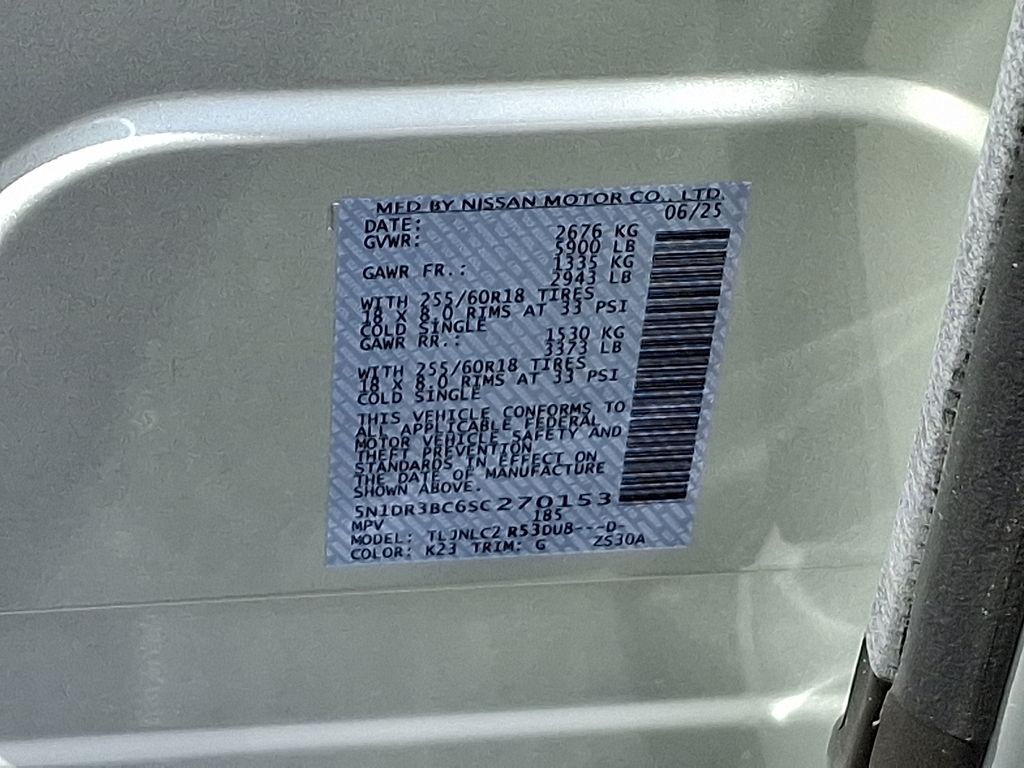 MFD BY NISSAN MOTOR CO., LTD.
DATE: 06/25
GVWR: 2676 KG
5900 LB
GAWR FR.: 1335 KG
2943 LB
WITH 255/60R18 TIRES
18 X 8.0 RIMS AT 33 PSI
COLD SINGLE
GAWR RR.: 1530 KG
3373 LB
WITH 255/60R18 TIRES
18 X 8.0 RIMS AT 33 PSI
COLD SINGLE
THIS VEHICLE CONFORMS TO
ALL APPLICABLE FEDERAL
MOTOR VEHICLE SAFETY AND
THEFT PREVENTION
STANDARDS IN EFFECT ON
THE DATE OF MANUFACTURE
SHOWN ABOVE.
5N1DR3BC6SC270153
MPV 185
MODEL: TLJNLC2 R53DU8---D-
COLOR: K23 TRIM: G ZS30A